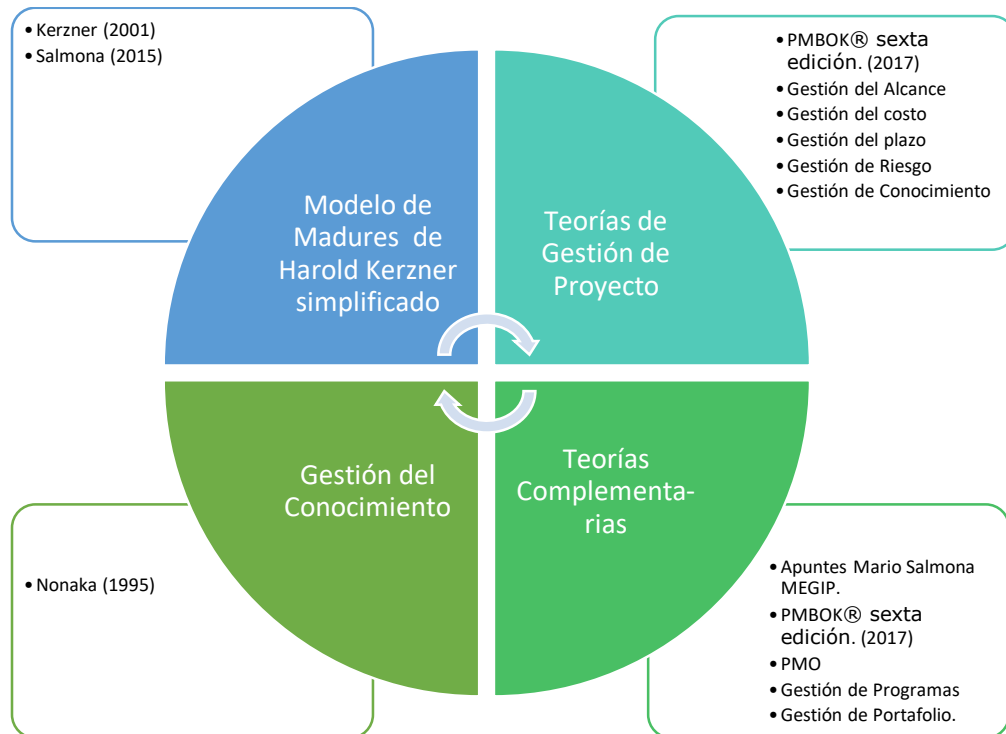 •Kerzner (2001)
•Salmona (2015)
•PMBOK® sexta
edición. (2017)
•Gestión del Alcance
•Gestión del costo
•Gestión del plazo
•Gestión de Riesgo
•Gestión de Conocimiento
Modelo de
Madures de
Harold Kerzner
simplificado
Teorías de
Gestión de
Proyecto
Gestión del
Conocimiento
Teorías
Complementa-
rias
•Nonaka (1995)
•Apuntes Mario Salmona
MEGIP.
•PMBOK® sexta
edición. (2017)
•PMO
•Gestión de Programas
•Gestión de Portafolio.